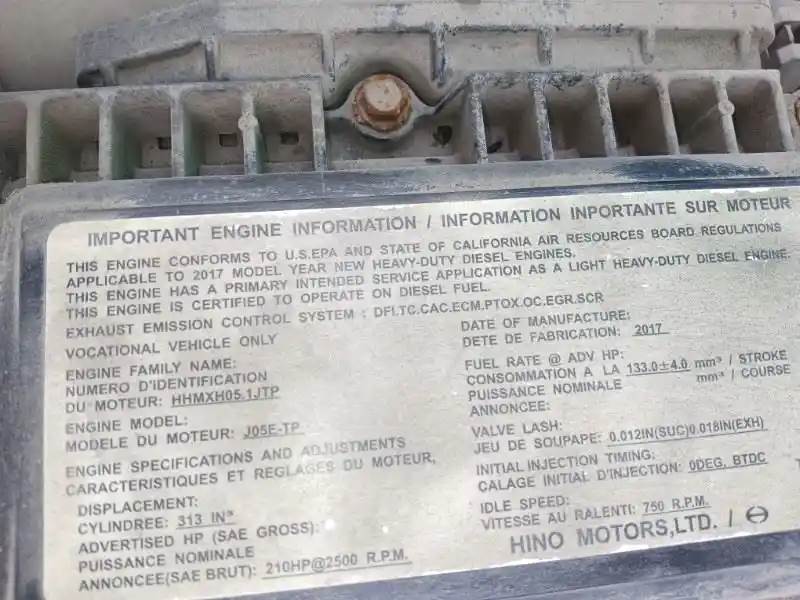 IMPORTANT ENGINE INFORMATION / INFORMATION INPORTANTE SUR MOTEUR
THIS ENGINE CONFORMS TO U.S.EPA AND STATE OF CALIFORNIA AIR RESOURCES BOARD REGULATIONS
APPLICABLE TO 2017 MODEL YEAR NEW HEAVY-DUTY DIESEL ENGINES.
THIS ENGINE HAS A PRIMARY INTENDED SERVICE APPLICATION AS A LIGHT HEAVY-DUTY DIESEL ENGINE.
THIS ENGINE IS CERTIFIED TO OPERATE ON DIESEL FUEL.
EXHAUST EMISSION CONTROL SYSTEM : DFI.TC.CAC.ECM.PTOX.OC.EGR.SCR
VOCATIONAL VEHICLE ONLY
ENGINE FAMILY NAME:
NUMERO D'IDENTIFICATION
DU MOTEUR: HHMXH05.1JTP
ENGINE MODEL:
MODELE DU MOTEUR: J05E-TP
ENGINE SPECIFICATIONS AND ADJUSTMENTS
CARACTERISTIQUES ET REGLAGES DU MOTEUR,
DISPLACEMENT:
CYLINDREE: 313 IN³
ADVERTISED HP (SAE GROSS):
PUISSANCE NOMINALE
ANNONCEE(SAE BRUT): 210HP@2500 R.P.M.
DATE OF MANUFACTURE:
DETE DE FABRICATION: 2017
FUEL RATE @ ADV HP:
CONSOMMATION A LA 133.0±4.0 mm³ / STROKE
PUISSANCE NOMINALE mm³ / COURSE
ANNONCEE:
VALVE LASH:
JEU DE SOUPAPE: 0.012IN(SUC)0.018IN(EXH)
INITIAL INJECTION TIMING:
CALAGE INITIAL D'INJECTION: 0DEG, BTDC
IDLE SPEED:
VITESSE AU RALENTI: 750 R.P.M.
HINO MOTORS,LTD. /